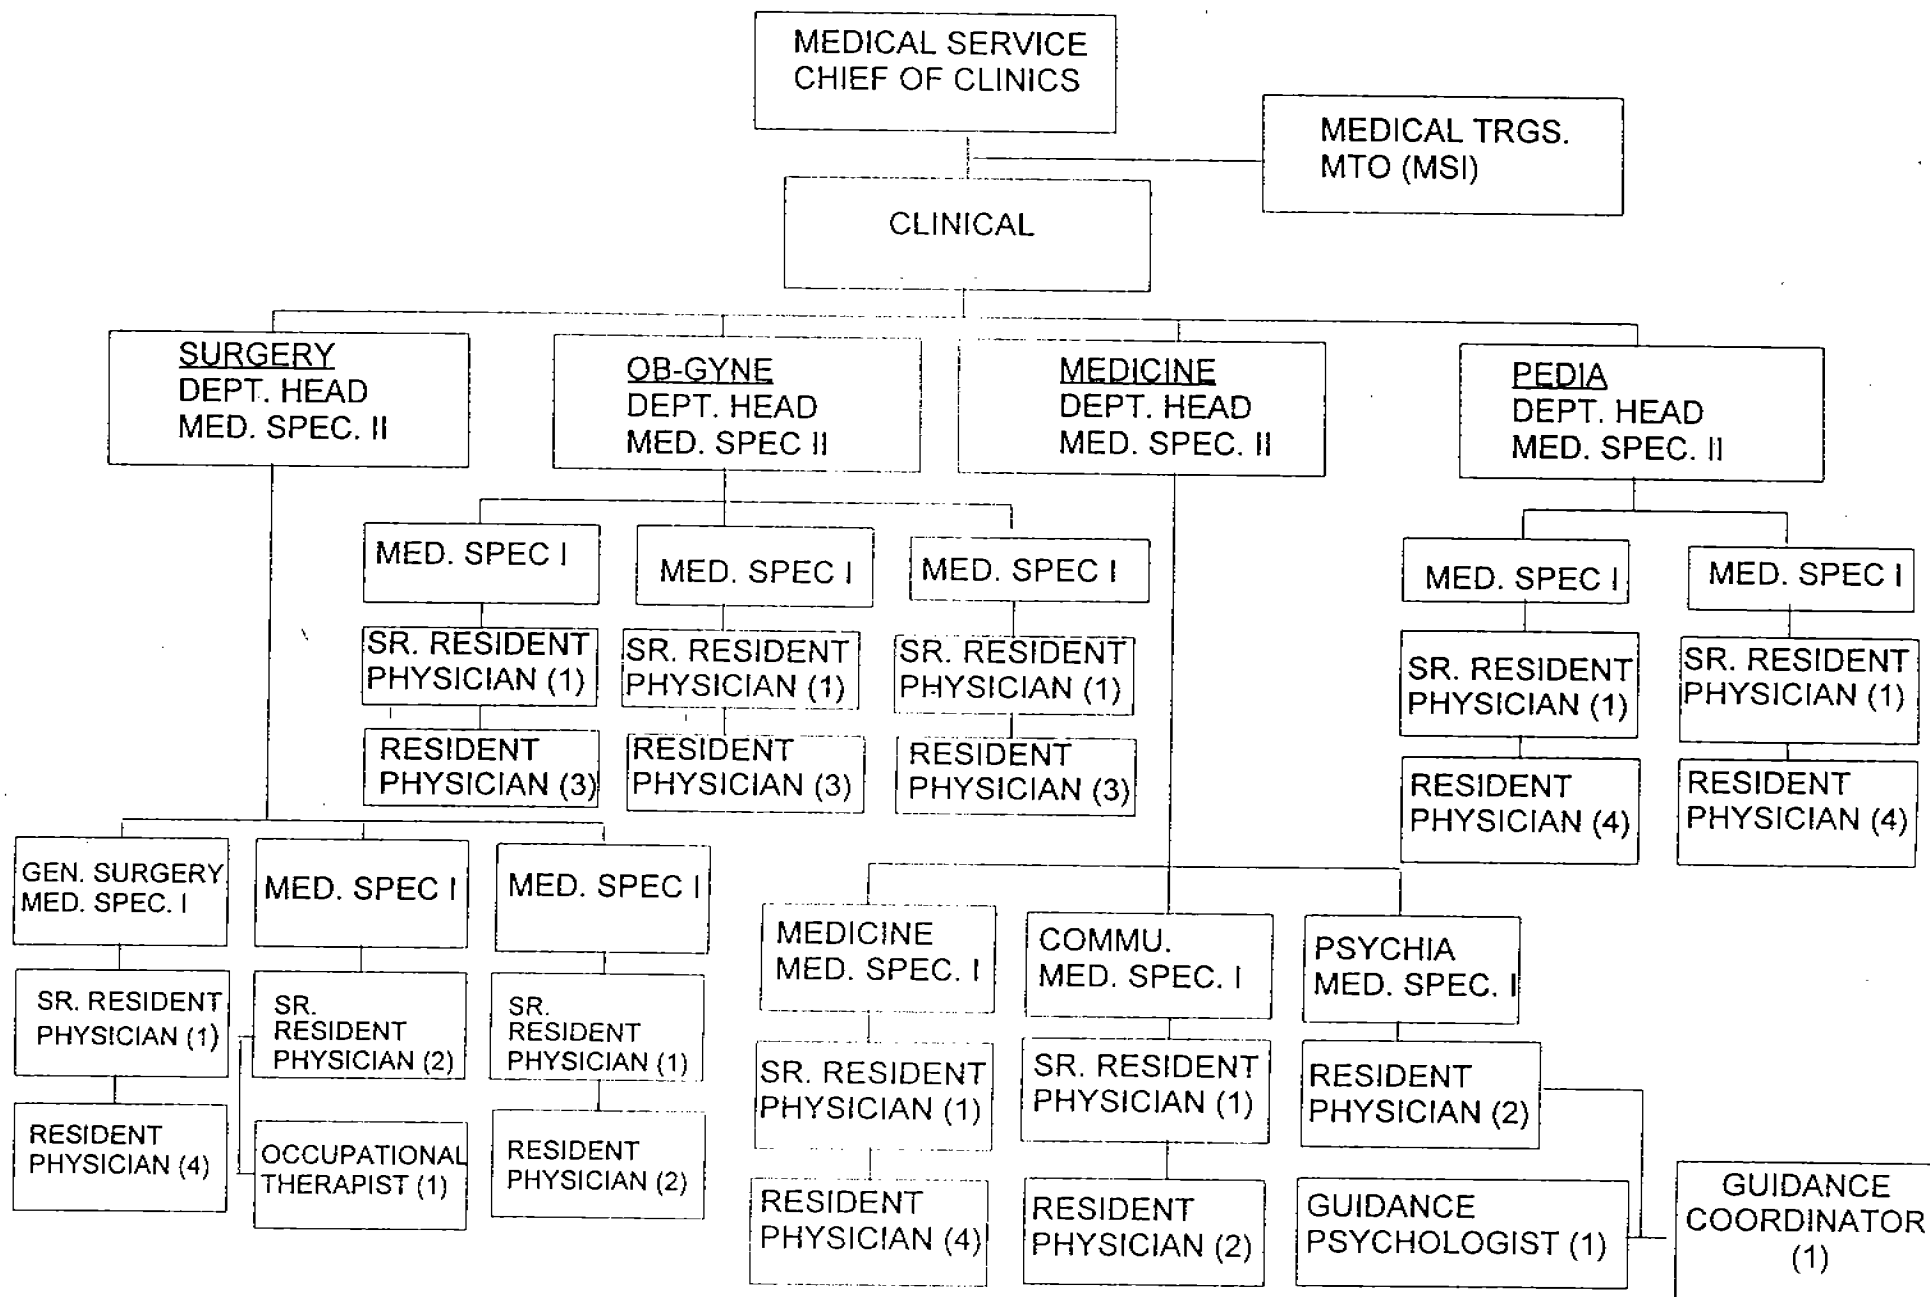 MEDICAL SERVICE
CHIEF OF CLINICS
MEDICAL TRGS.
MTO (MSI)
CLINICAL
SURGERY
DEPT. HEAD
MED. SPEC. II
OB-GYNE
DEPT. HEAD
MED. SPEC II
MEDICINE
DEPT. HEAD
MED. SPEC. II
PEDIA
DEPT. HEAD
MED. SPEC. II
MED. SPEC I
MED. SPEC I
MED. SPEC I
MED. SPEC I
MED. SPEC I
SR. RESIDENT
PHYSICIAN (1)
SR. RESIDENT
PHYSICIAN (1)
SR. RESIDENT
PHYSICIAN (1)
SR. RESIDENT
PHYSICIAN (1)
SR. RESIDENT
PHYSICIAN (1)
RESIDENT
PHYSICIAN (3)
RESIDENT
PHYSICIAN (3)
RESIDENT
PHYSICIAN (3)
RESIDENT
PHYSICIAN (4)
RESIDENT
PHYSICIAN (4)
GEN. SURGERY
MED. SPEC. I
MED. SPEC I
MED. SPEC I
MEDICINE
MED. SPEC. I
COMMU.
MED. SPEC. I
PSYCHIA
MED. SPEC. I
SR. RESIDENT
PHYSICIAN (1)
SR.
RESIDENT
PHYSICIAN (2)
SR.
RESIDENT
PHYSICIAN (1)
SR. RESIDENT
PHYSICIAN (1)
SR. RESIDENT
PHYSICIAN (1)
RESIDENT
PHYSICIAN (2)
RESIDENT
PHYSICIAN (4)
OCCUPATIONAL
THERAPIST (1)
RESIDENT
PHYSICIAN (2)
RESIDENT
PHYSICIAN (4)
RESIDENT
PHYSICIAN (2)
GUIDANCE
PSYCHOLOGIST (1)
GUIDANCE
COORDINATOR
(1)